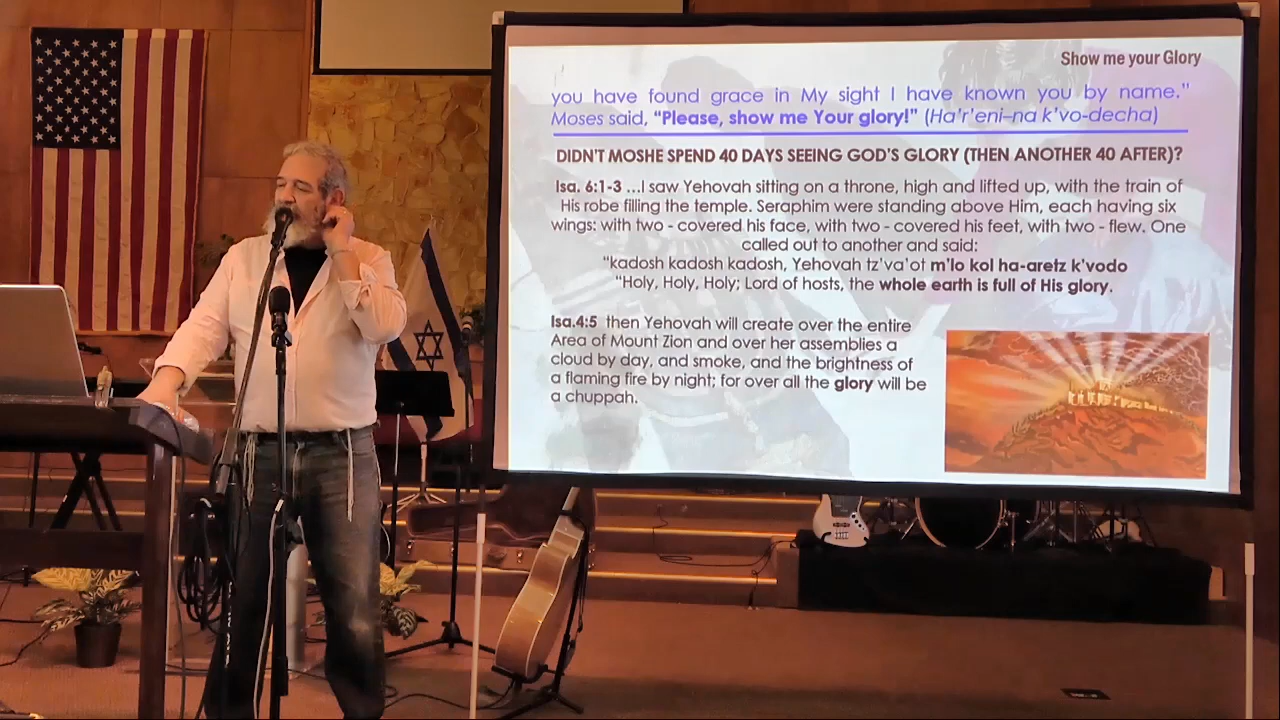 Show me your Glory
you have found grace in My sight I have known you by name."
Moses said, "Please, show me Your glory!" (Ha'r'eni–na k'vo-decha)
DIDN'T MOSHE SPEND 40 DAYS SEEING GOD'S GLORY (THEN ANOTHER 40 AFTER)?
Isa. 6:1-3 ...I saw Yehovah sitting on a throne, high and lifted up, with the train of
His robe filling the temple. Seraphim were standing above Him, each having six
wings: with two - covered his face, with two - covered his feet, with two - flew. One
called out to another and said:
"kadosh kadosh kadosh, Yehovah tz'va'ot m'lo kol ha-aretz k'vodo
"Holy, Holy, Holy; Lord of hosts, the whole earth is full of His glory.
Isa.4:5 then Yehovah will create over the entire
Area of Mount Zion and over her assemblies a
cloud by day, and smoke, and the brightness of
a flaming fire by night; for over all the glory will be
a chuppah.